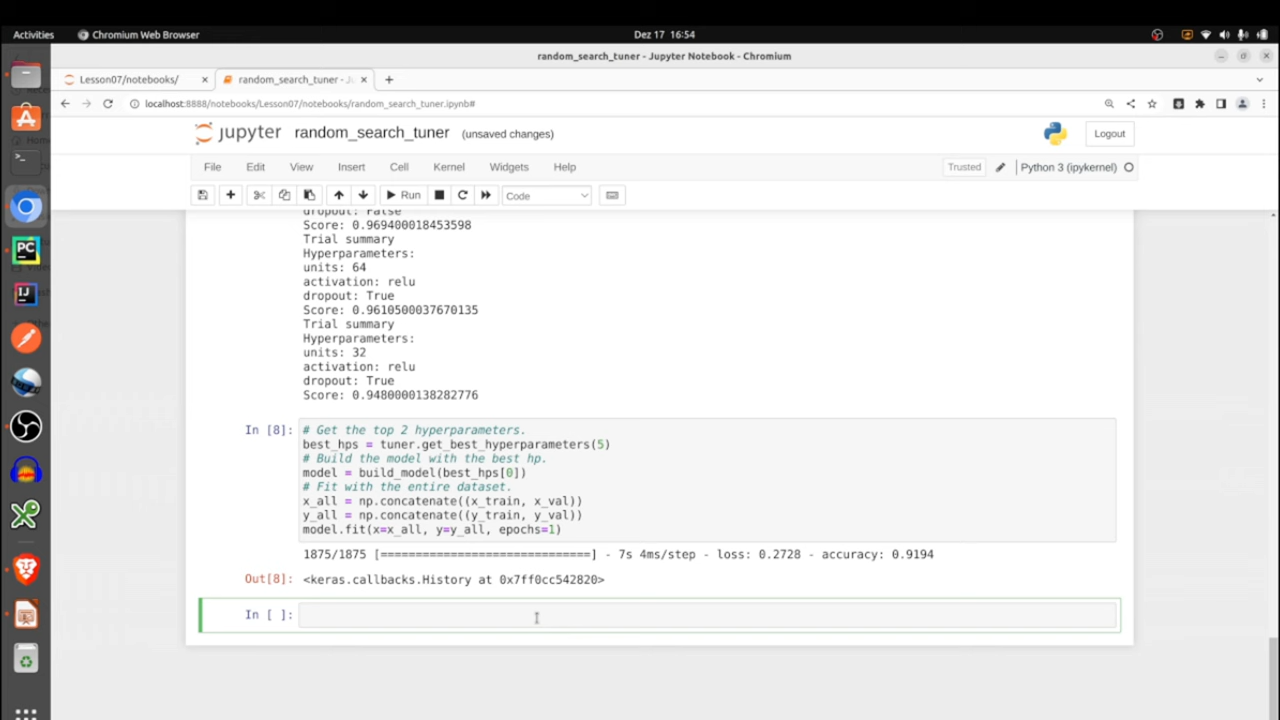 Activities
Chromium Web Browser
Dez 17 16:54
random_search_tuner - Jupyter Notebook - Chromium
Lesson07/notebooks/
random_search_tuner - Ju
localhost:8888/notebooks/Lesson07/notebooks/random_search_tuner.ipynb#
jupyter random_search_tuner (unsaved changes)
Logout
File Edit View Insert Cell Kernel Widgets Help
Trusted
Python 3 (ipykernel)
Run
Code
dropout: False
Score: 0.969400018453598
Trial summary
Hyperparameters:
units: 64
activation: relu
dropout: True
Score: 0.9610500037670135
Trial summary
Hyperparameters:
units: 32
activation: relu
dropout: True
Score: 0.9480000138282776
In [8]:
# Get the top 2 hyperparameters.
best_hps = tuner.get_best_hyperparameters(5)
# Build the model with the best hp.
model = build_model(best_hps[0])
# Fit with the entire dataset.
x_all = np.concatenate((x_train, x_val))
y_all = np.concatenate((y_train, y_val))
model.fit(x=x_all, y=y_all, epochs=1)
1875/1875 [==============================] - 7s 4ms/step - loss: 0.2728 - accuracy: 0.9194
Out[8]: <keras.callbacks.History at 0x7ff0cc542820>
In [ ]:
PC
IJ